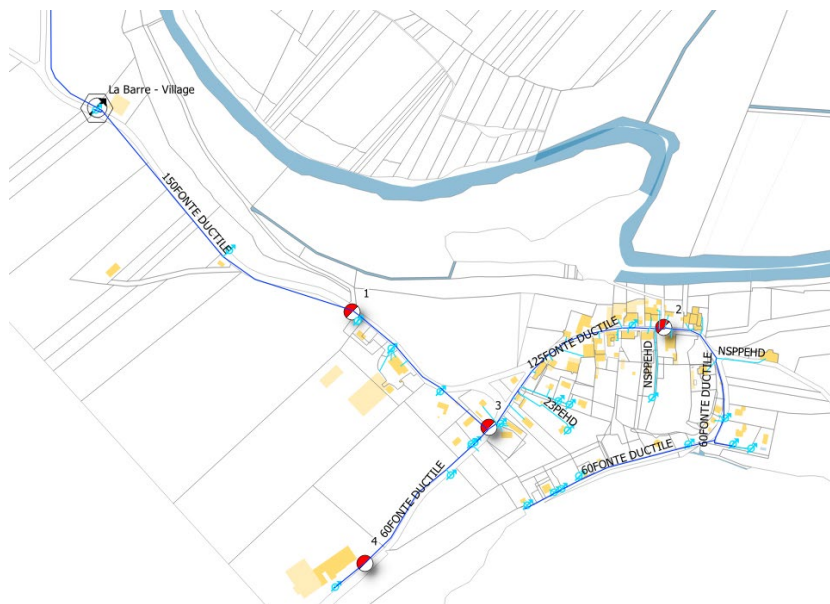 La Barre - Village
150FONTE DUCTILE
1
2
125FONTE DUCTILE
NSPPEHD
NSPPEHD
60FONTE DUCTILE
3
23PEHD
60FONTE DUCTILE
60FONTE DUCTILE
4